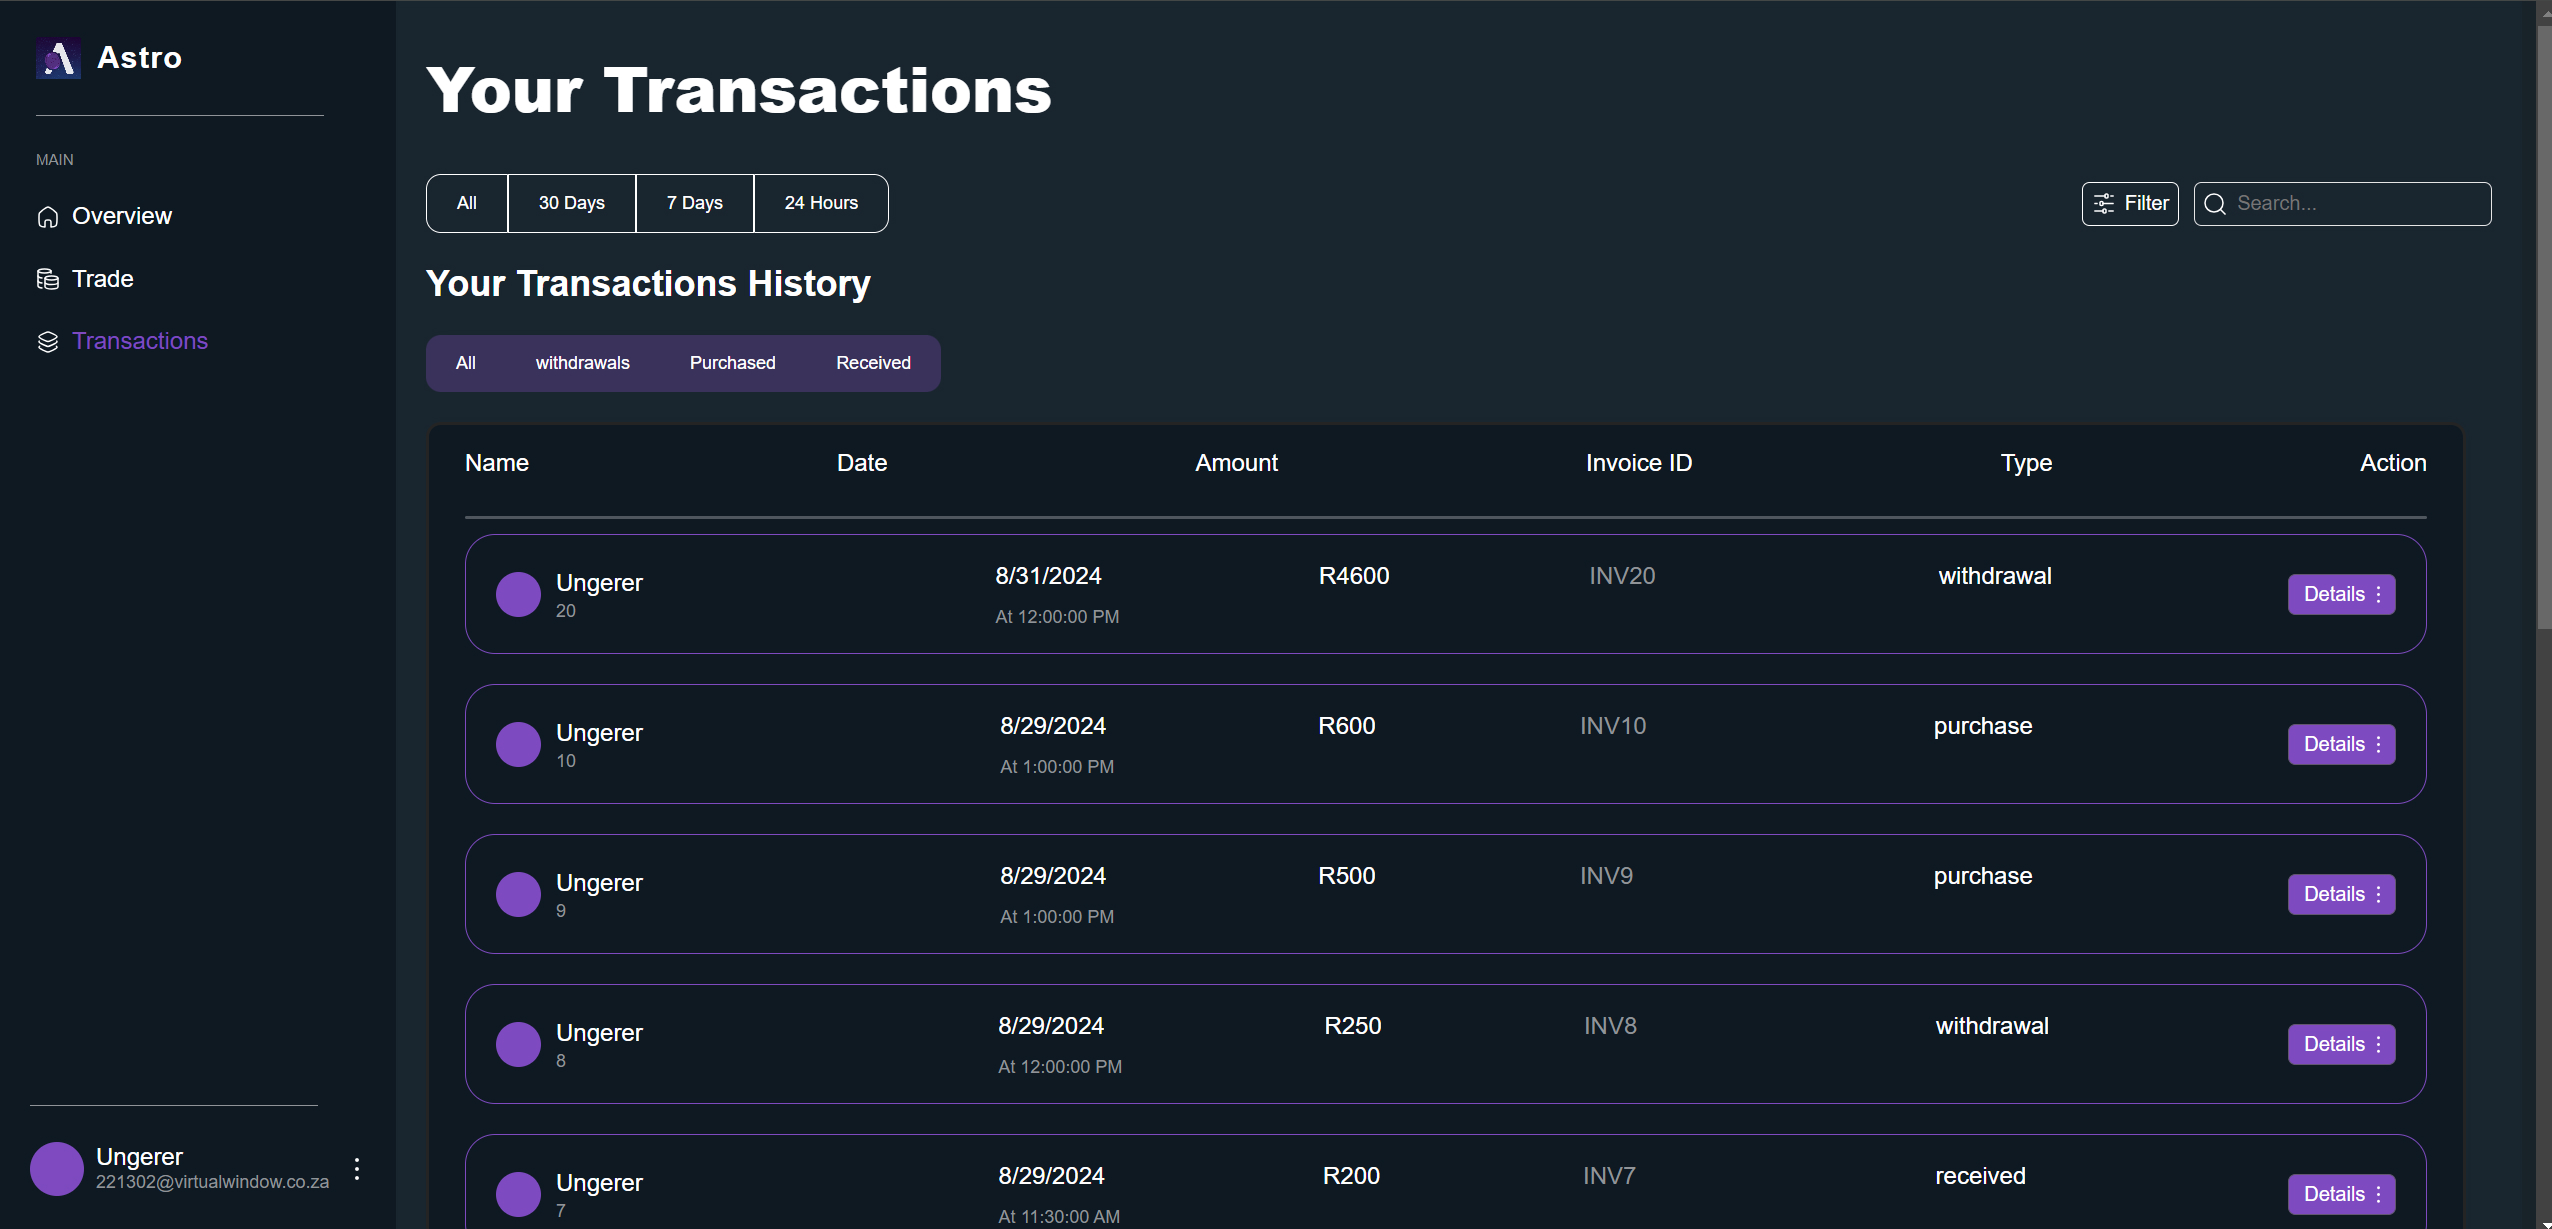 Astro
MAIN
Overview
Trade
Transactions
Ungerer
221302@virtualwindow.co.za
Your Transactions
All 30 Days 7 Days 24 Hours
Filter Search...
Your Transactions History
All withdrawals Purchased Received
Name Date Amount Invoice ID Type Action
Ungerer 8/31/2024 R4600 INV20 withdrawal Details
20 At 12:00:00 PM
Ungerer 8/29/2024 R600 INV10 purchase Details
10 At 1:00:00 PM
Ungerer 8/29/2024 R500 INV9 purchase Details
9 At 1:00:00 PM
Ungerer 8/29/2024 R250 INV8 withdrawal Details
8 At 12:00:00 PM
Ungerer 8/29/2024 R200 INV7 received Details
7 At 11:30:00 AM